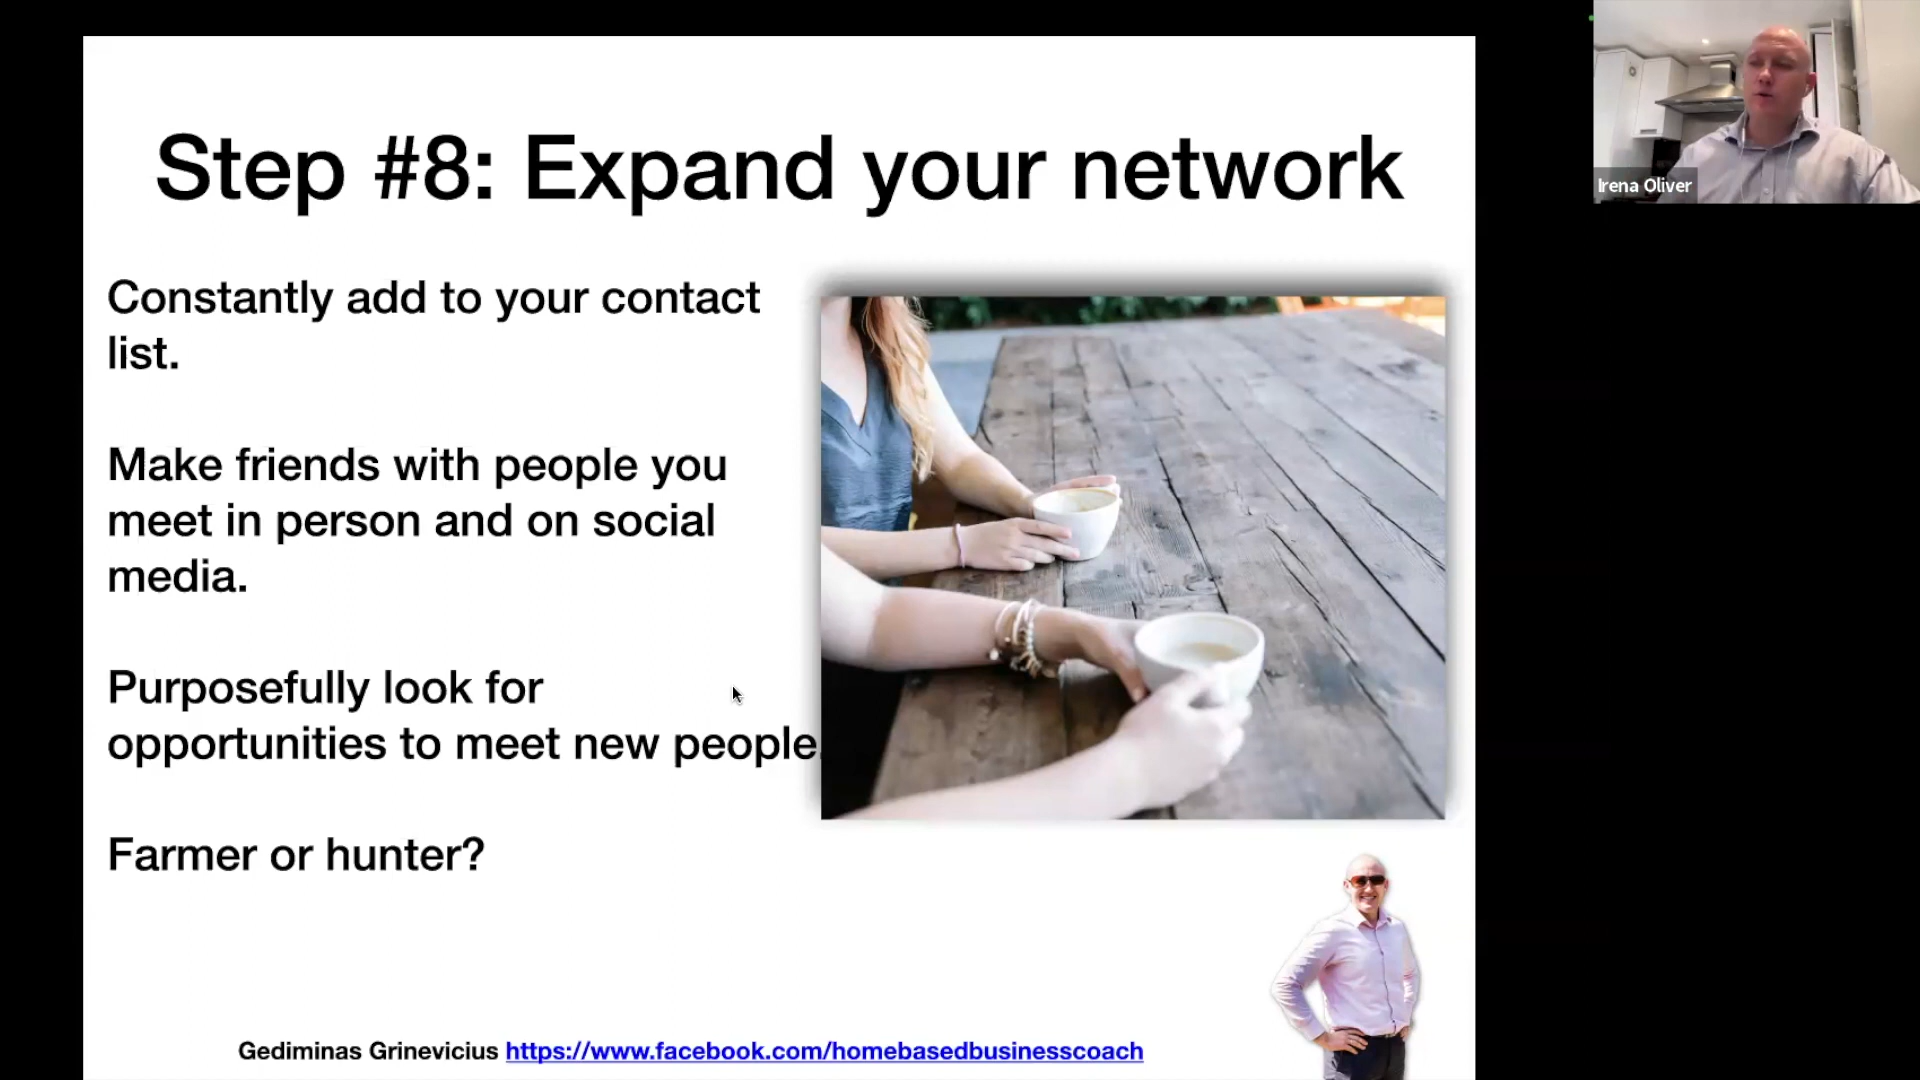 Step #8: Expand your network
Constantly add to your contact
list.
Make friends with people you
meet in person and on social
media.
Purposefully look for
opportunities to meet new people.
Farmer or hunter?
Gediminas Grinevicius https://www.facebook.com/homebasedbusinesscoach
Irena Oliver